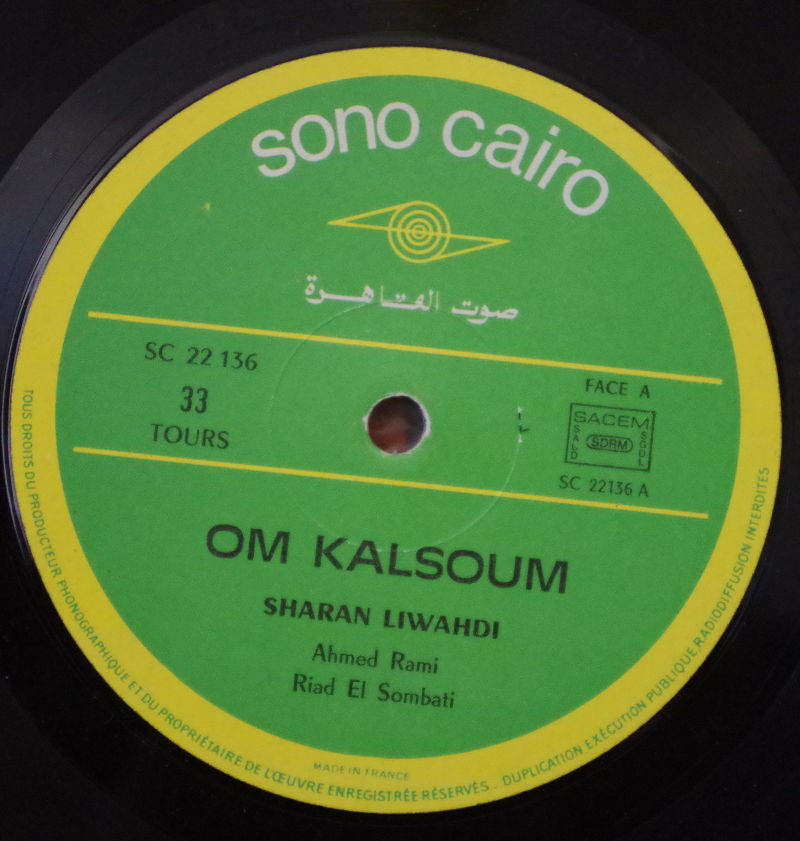 sono cairo
صوت القاهرة
SC 22 136
33
TOURS
FACE A
SACEM
SALD
SDRM
SGDL
SC 22136 A
OM KALSOUM
SHARAN LIWAHDI
Ahmed Rami
Riad El Sombati
MADE IN FRANCE
TOUS DROITS DU PRODUCTEUR PHONOGRAPHIQUE ET DU PROPRIÉTAIRE DE L'ŒUVRE ENREGISTRÉE RÉSERVÉS . DUPLICATION EXÉCUTION PUBLIQUE RADIODIFFUSION INTERDITES